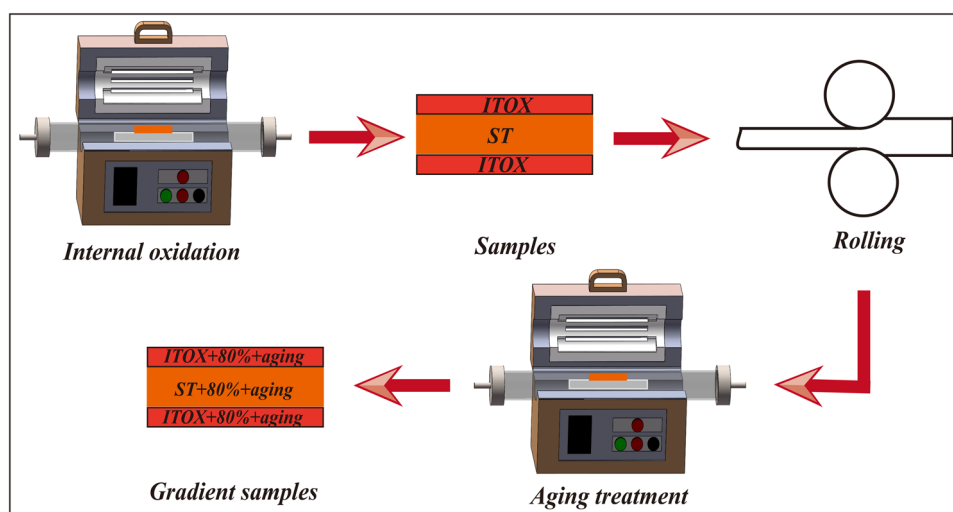 ITOX
ST
ITOX
Internal oxidation
Samples
Rolling
ITOX+80%+aging
ST+80%+aging
ITOX+80%+aging
Gradient samples
Aging treatment